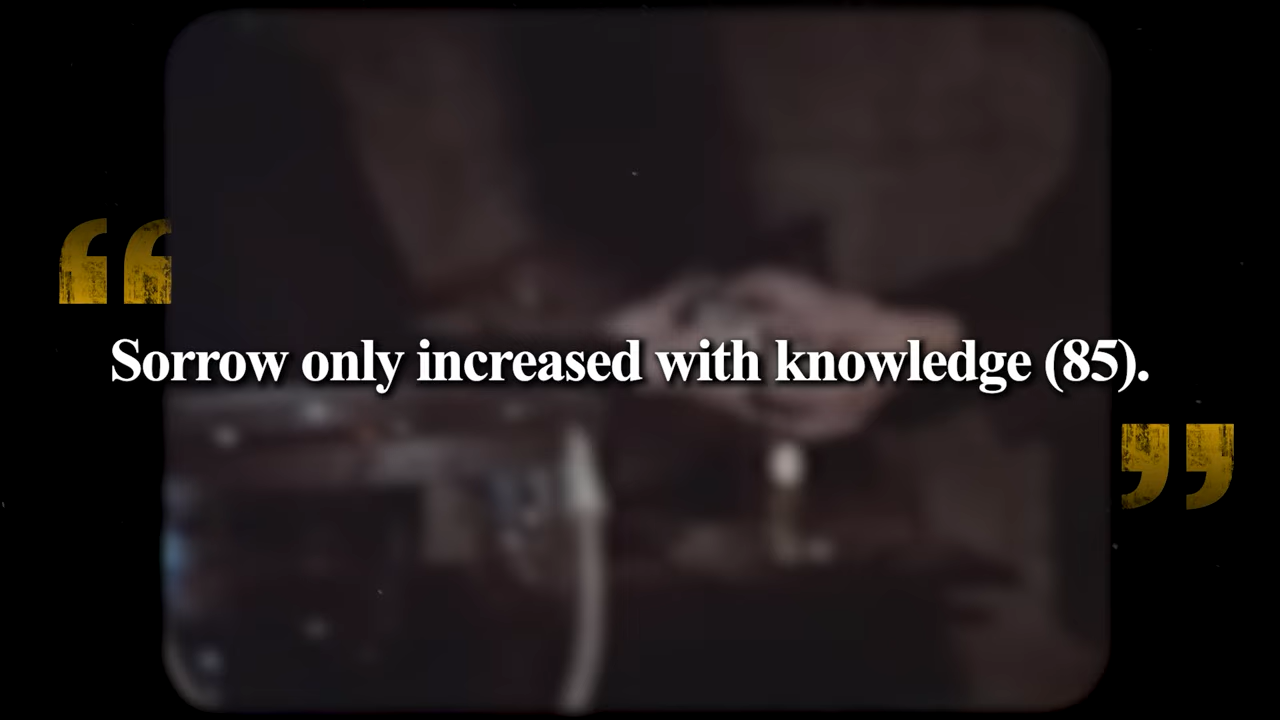 “
Sorrow only increased with knowledge (85).
”